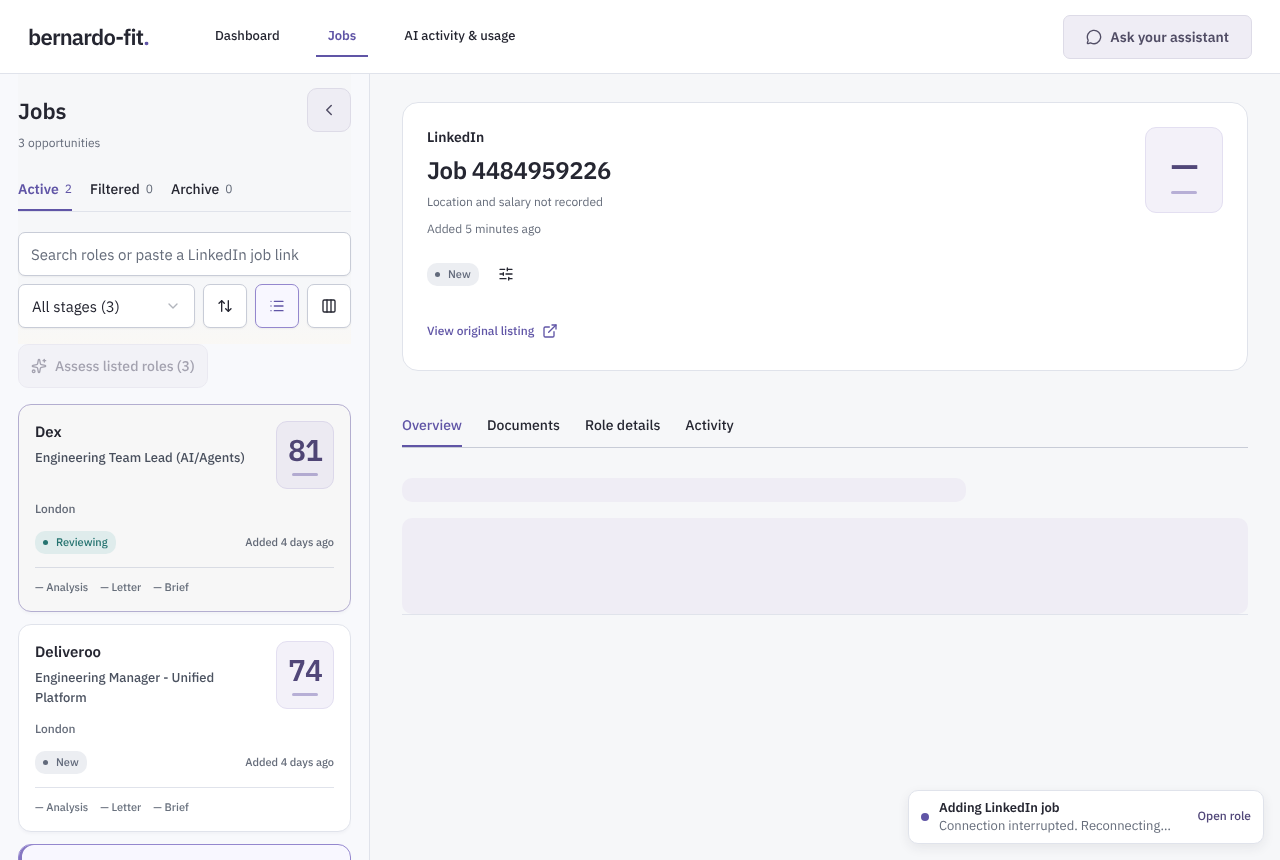 bernardo-fit.
Dashboard
Jobs
AI activity & usage
Ask your assistant
Jobs
3 opportunities
Active 2
Filtered 0
Archive 0
Search roles or paste a LinkedIn job link
All stages (3)
Assess listed roles (3)
Dex
Engineering Team Lead (AI/Agents)
81
London
Reviewing
Added 4 days ago
— Analysis — Letter — Brief
Deliveroo
Engineering Manager - Unified
Platform
74
London
New
Added 4 days ago
— Analysis — Letter — Brief
LinkedIn
Job 4484959226
Location and salary not recorded
Added 5 minutes ago
—
New
View original listing
Overview
Documents
Role details
Activity
Adding LinkedIn job
Connection interrupted. Reconnecting...
Open role